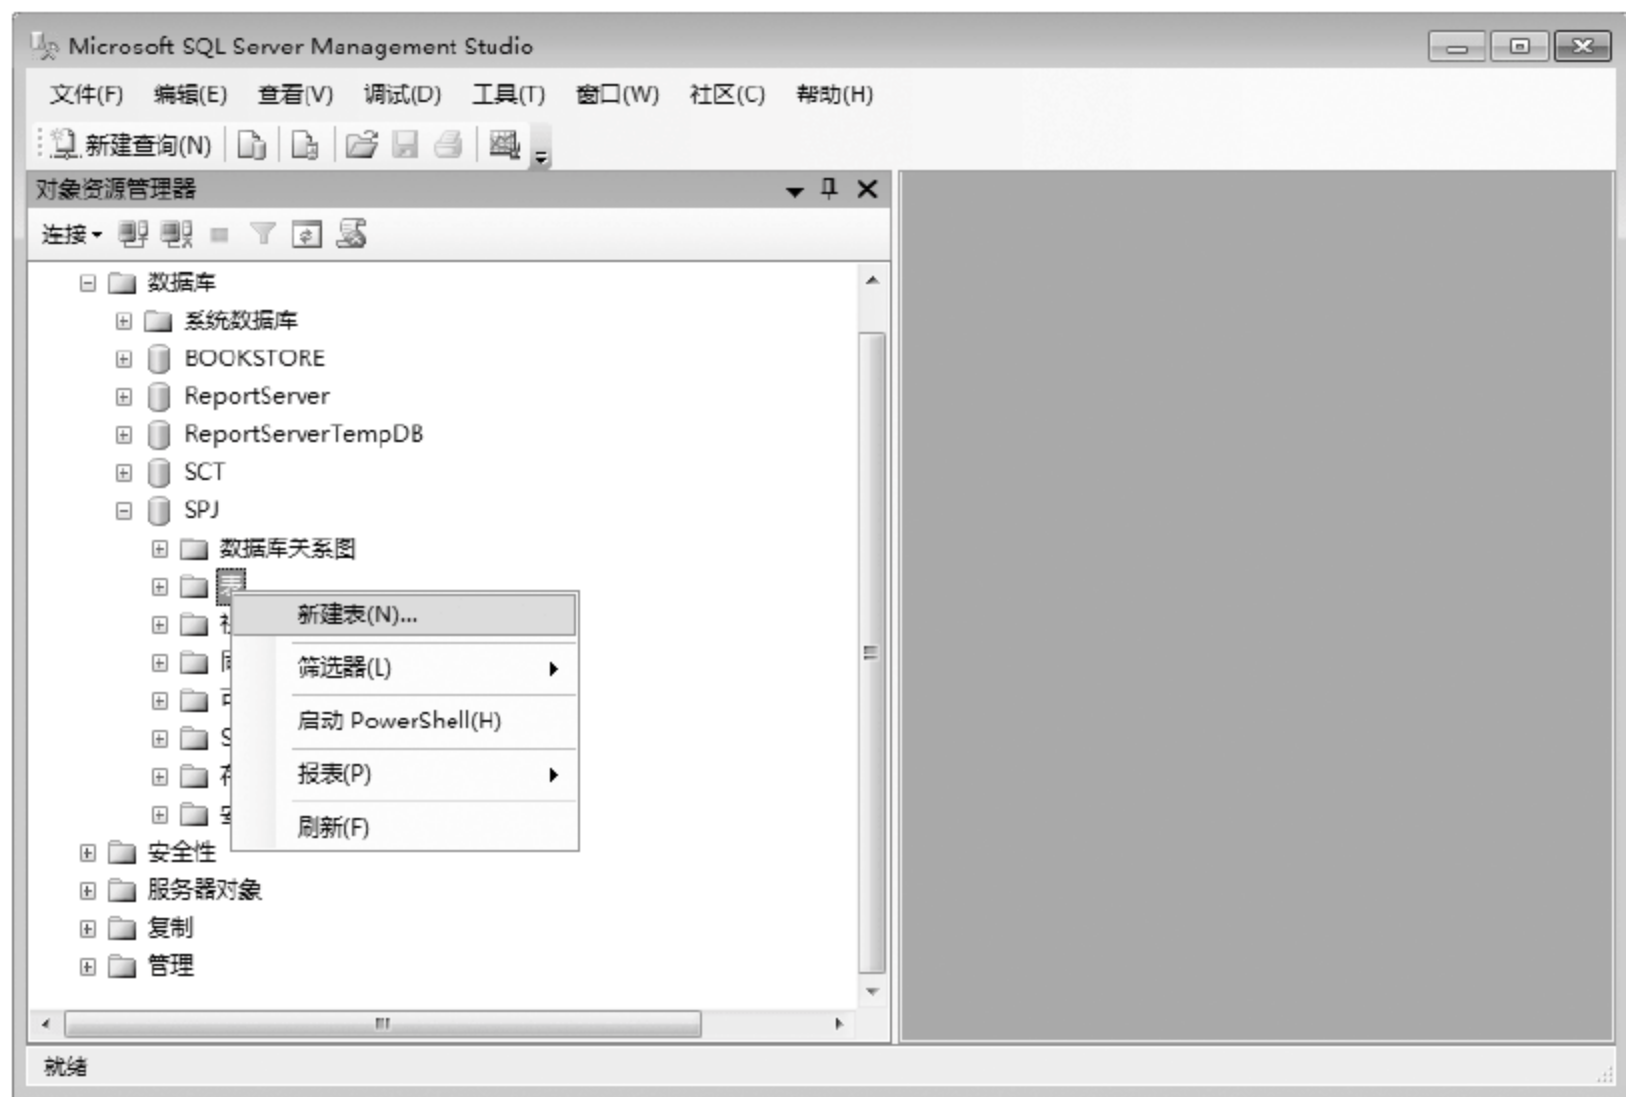 Microsoft SQL Server Management Studio
文件(F) 编辑(E) 查看(V) 调试(D) 工具(T) 窗口(W) 社区(C) 帮助(H)
新建查询(N)
对象资源管理器
连接
数据库
系统数据库
BOOKSTORE
ReportServer
ReportServerTempDB
SCT
SPJ
数据库关系图
表
新建表(N)...
筛选器(L)
启动 PowerShell(H)
报表(P)
刷新(F)
安全性
服务器对象
复制
管理
就绪